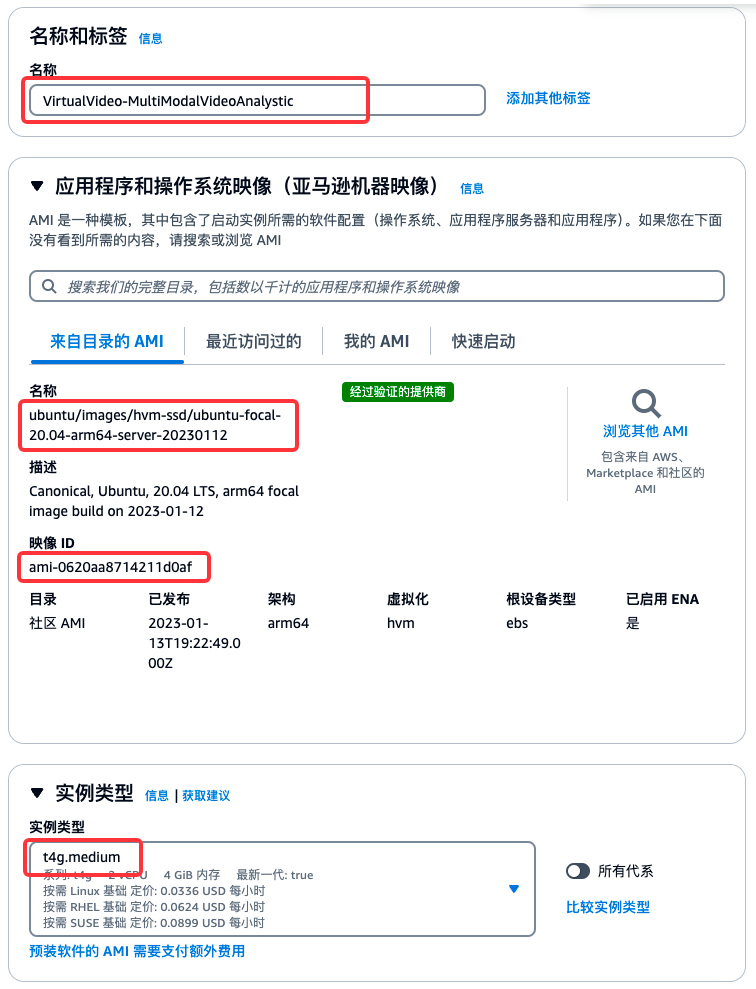 名称和标签 信息
名称
VirtualVideo-MultiModalVideoAnalystic
添加其他标签
应用程序和操作系统映像（亚马逊机器映像） 信息
AMI 是一种模板，其中包含了启动实例所需的软件配置（操作系统、应用程序服务器和应用程序）。如果您在下面
没有看到所需的内容，请搜索或浏览 AMI
搜索我们的完整目录，包括数以千计的应用程序和操作系统映像
来自目录的 AMI 最近访问过的 我的 AMI 快速启动
名称
经过验证的提供商
ubuntu/images/hvm-ssd/ubuntu-focal-
20.04-arm64-server-20230112
描述
Canonical, Ubuntu, 20.04 LTS, arm64 focal
image build on 2023-01-12
浏览其他 AMI
包含来自 AWS、
Marketplace 和社区的
AMI
映像 ID
ami-0620aa8714211d0af
目录 已发布 架构 虚拟化 根设备类型 已启用 ENA
社区 AMI 2023-01- arm64 hvm ebs 是
13T19:22:49.0
00Z
实例类型 信息 | 获取建议
实例类型
t4g.medium
系列: t4g 2 vCPU 4 GiB 内存 最新一代: true
按需 Linux 基础 定价: 0.0336 USD 每小时
按需 RHEL 基础 定价: 0.0624 USD 每小时
按需 SUSE 基础 定价: 0.0899 USD 每小时
所有代系
比较实例类型
预装软件的 AMI 需要支付额外费用